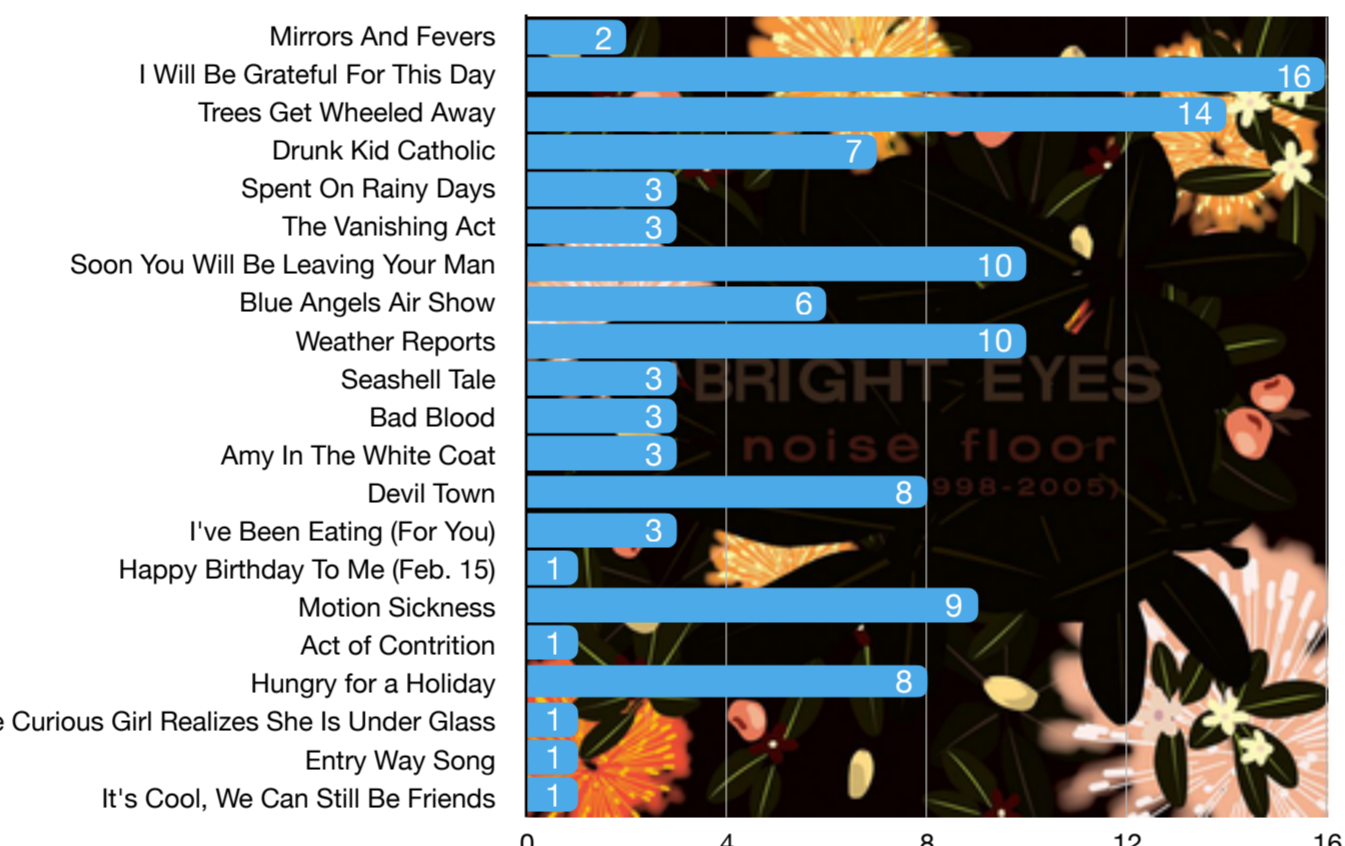 Mirrors And Fevers 2
I Will Be Grateful For This Day 16
Trees Get Wheeled Away 14
Drunk Kid Catholic 7
Spent On Rainy Days 3
The Vanishing Act 3
Soon You Will Be Leaving Your Man 10
Blue Angels Air Show 6
Weather Reports 10
Seashell Tale 3
BRIGHT EYES
Bad Blood 3
noise floor
Amy In The White Coat 3
Devil Town 8
998-2005)
I've Been Eating (For You) 3
Happy Birthday To Me (Feb. 15) 1
Motion Sickness 9
Act of Contrition 1
Hungry for a Holiday 8
Curious Girl Realizes She Is Under Glass 1
Entry Way Song 1
It's Cool, We Can Still Be Friends 1
0 4 8 12 16